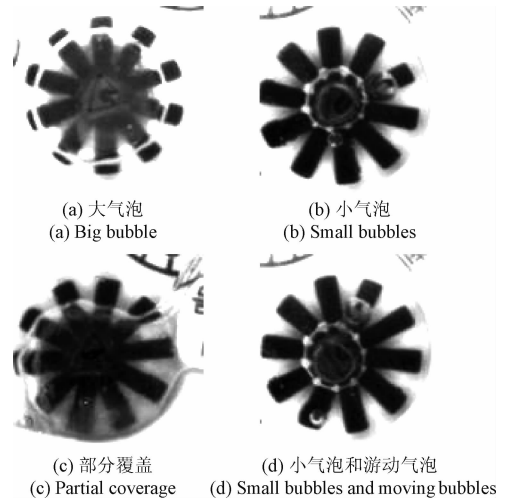 (a) 大气泡
(a) Big bubble
(b) 小气泡
(b) Small bubbles
(c) 部分覆盖
(c) Partial coverage
(d) 小气泡和游动气泡
(d) Small bubbles and moving bubbles